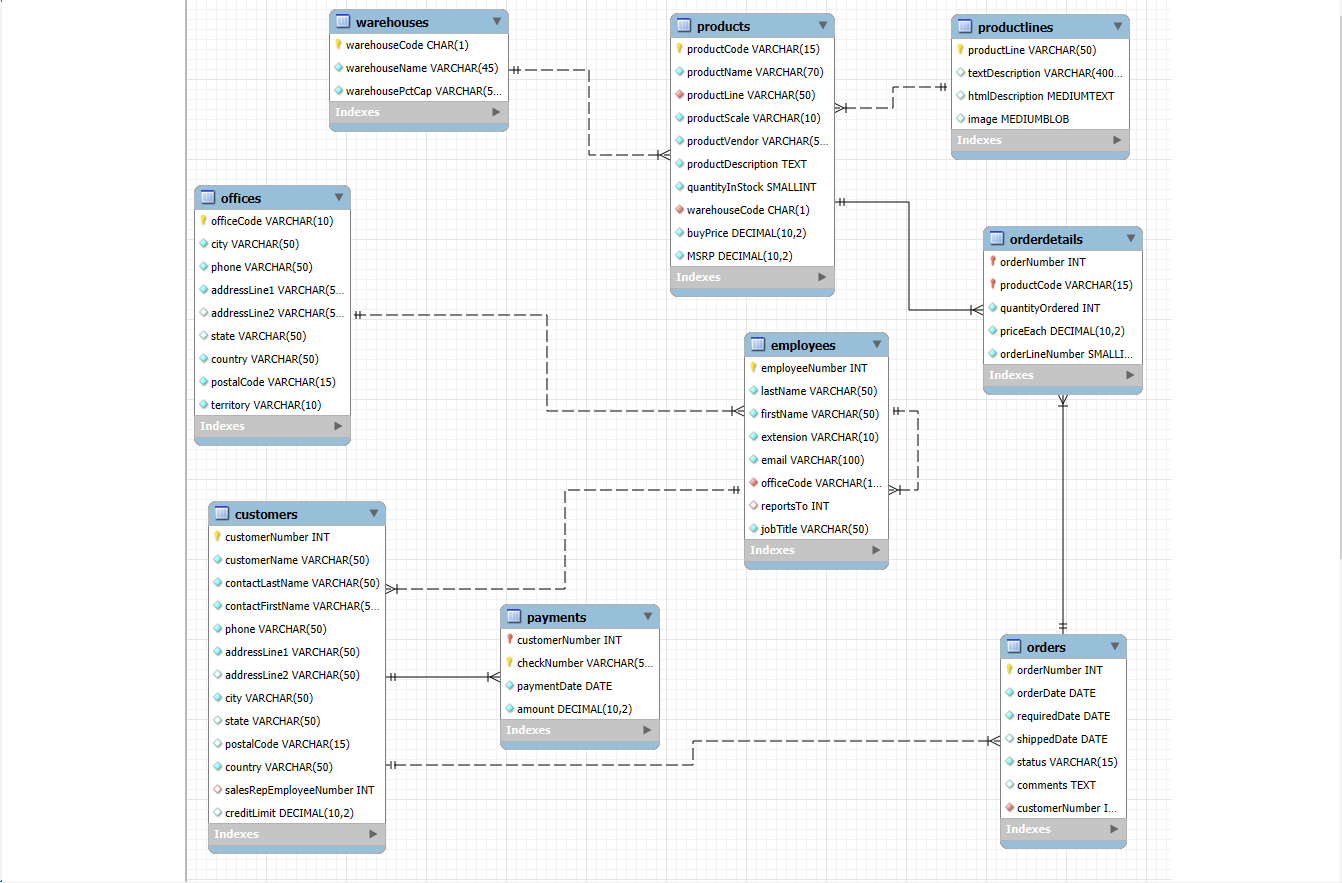 warehouses
warehouseCode CHAR(1)
warehouseName VARCHAR(45)
warehousePctCap VARCHAR(5...
Indexes
products
productCode VARCHAR(15)
productName VARCHAR(70)
productLine VARCHAR(50)
productScale VARCHAR(10)
productVendor VARCHAR(5...
productDescription TEXT
quantityInStock SMALLINT
warehouseCode CHAR(1)
buyPrice DECIMAL(10,2)
MSRP DECIMAL(10,2)
Indexes
productlines
productLine VARCHAR(50)
textDescription VARCHAR(400...
htmlDescription MEDIUMTEXT
image MEDIUMBLOB
Indexes
offices
officeCode VARCHAR(10)
city VARCHAR(50)
phone VARCHAR(50)
addressLine1 VARCHAR(5...
addressLine2 VARCHAR(5...
state VARCHAR(50)
country VARCHAR(50)
postalCode VARCHAR(15)
territory VARCHAR(10)
Indexes
orderdetails
orderNumber INT
productCode VARCHAR(15)
quantityOrdered INT
priceEach DECIMAL(10,2)
orderLineNumber SMALLI...
Indexes
employees
employeeNumber INT
lastName VARCHAR(50)
firstName VARCHAR(50)
extension VARCHAR(10)
email VARCHAR(100)
officeCode VARCHAR(1...
reportsTo INT
jobTitle VARCHAR(50)
Indexes
customers
customerNumber INT
customerName VARCHAR(50)
contactLastName VARCHAR(50)
contactFirstName VARCHAR(5...
phone VARCHAR(50)
addressLine1 VARCHAR(50)
addressLine2 VARCHAR(50)
city VARCHAR(50)
state VARCHAR(50)
postalCode VARCHAR(15)
country VARCHAR(50)
salesRepEmployeeNumber INT
creditLimit DECIMAL(10,2)
Indexes
payments
customerNumber INT
checkNumber VARCHAR(5...
paymentDate DATE
amount DECIMAL(10,2)
Indexes
orders
orderNumber INT
orderDate DATE
requiredDate DATE
shippedDate DATE
status VARCHAR(15)
comments TEXT
customerNumber I...
Indexes